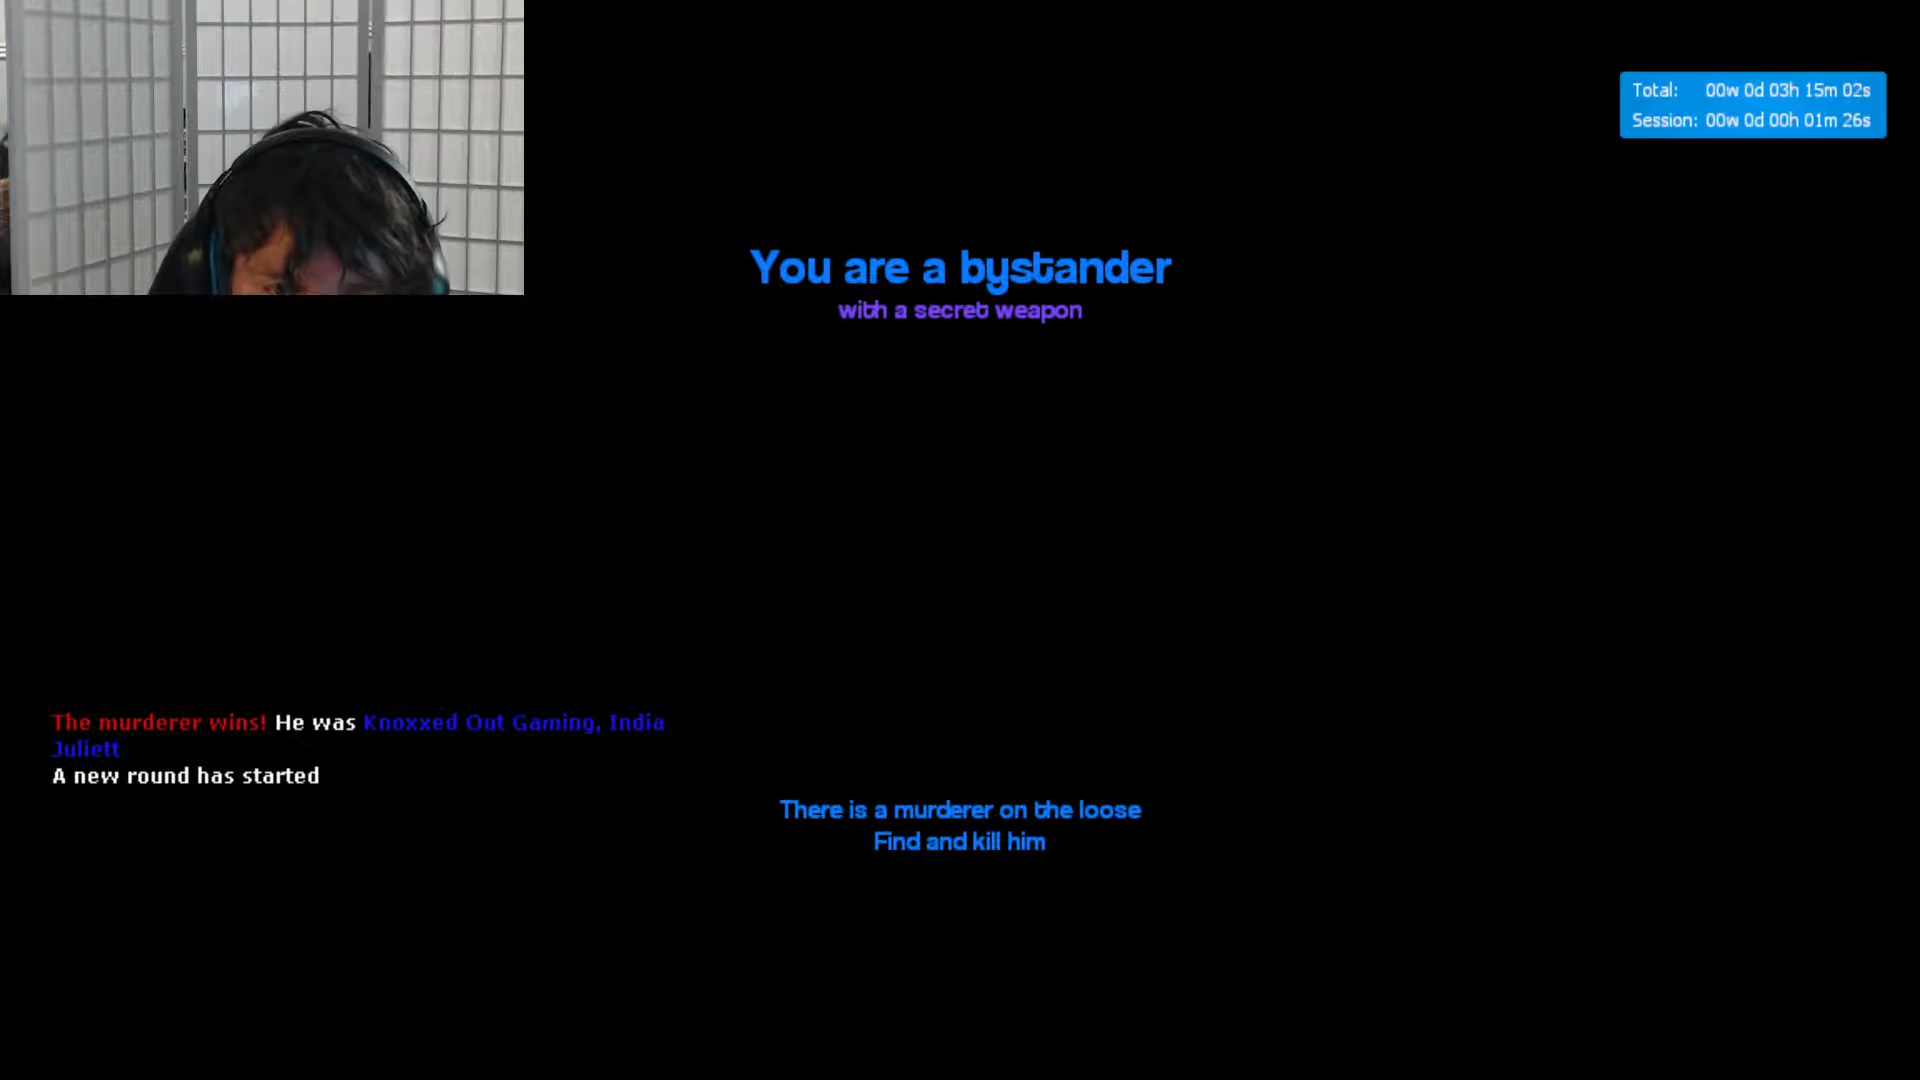 Total: 00w 0d 03h 15m 02s
Session: 00w 0d 00h 01m 26s
You are a bystander
with a secret weapon
The murderer wins! He was Knoxxed Out Gaming, India
Juliett
A new round has started
There is a murderer on the loose
Find and kill him